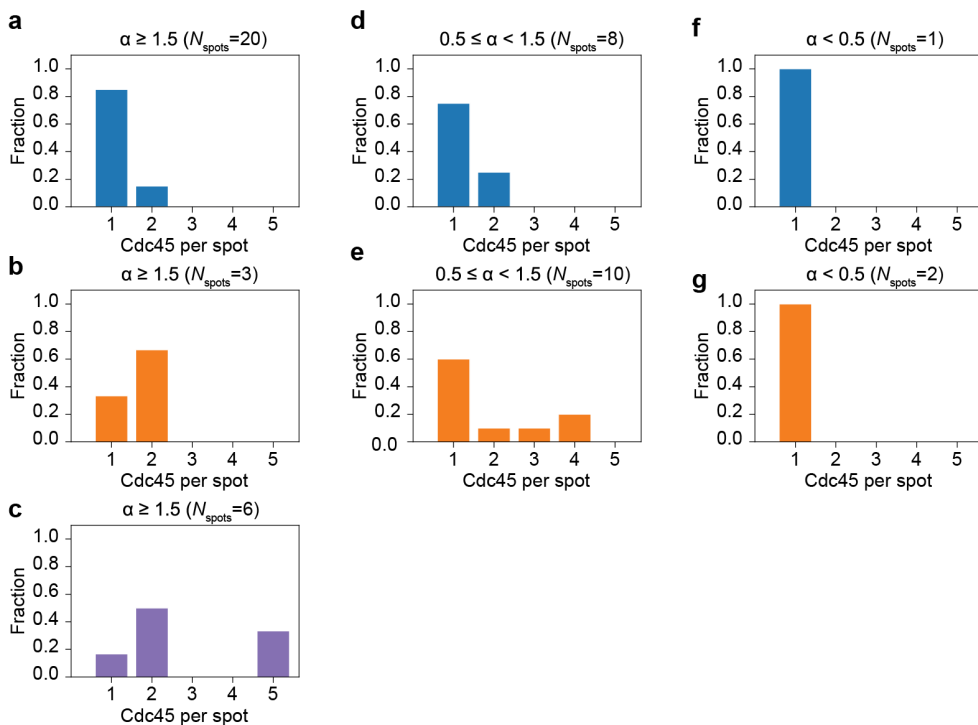 a
α ≥ 1.5 (Nspots=20)
Fraction
1.0
0.8
0.6
0.4
0.2
0.0
1 2 3 4 5
Cdc45 per spot
b
α ≥ 1.5 (Nspots=3)
Fraction
1.0
0.8
0.6
0.4
0.2
0.0
1 2 3 4 5
Cdc45 per spot
c
α ≥ 1.5 (Nspots=6)
Fraction
1.0
0.8
0.6
0.4
0.2
0.0
1 2 3 4 5
Cdc45 per spot
d
0.5 ≤ α < 1.5 (Nspots=8)
Fraction
1.0
0.8
0.6
0.4
0.2
0.0
1 2 3 4 5
Cdc45 per spot
e
0.5 ≤ α < 1.5 (Nspots=10)
Fraction
1.0
0.8
0.6
0.4
0.2
0.0
1 2 3 4 5
Cdc45 per spot
f
α < 0.5 (Nspots=1)
Fraction
1.0
0.8
0.6
0.4
0.2
0.0
1 2 3 4 5
Cdc45 per spot
g
α < 0.5 (Nspots=2)
Fraction
1.0
0.8
0.6
0.4
0.2
0.0
1 2 3 4 5
Cdc45 per spot